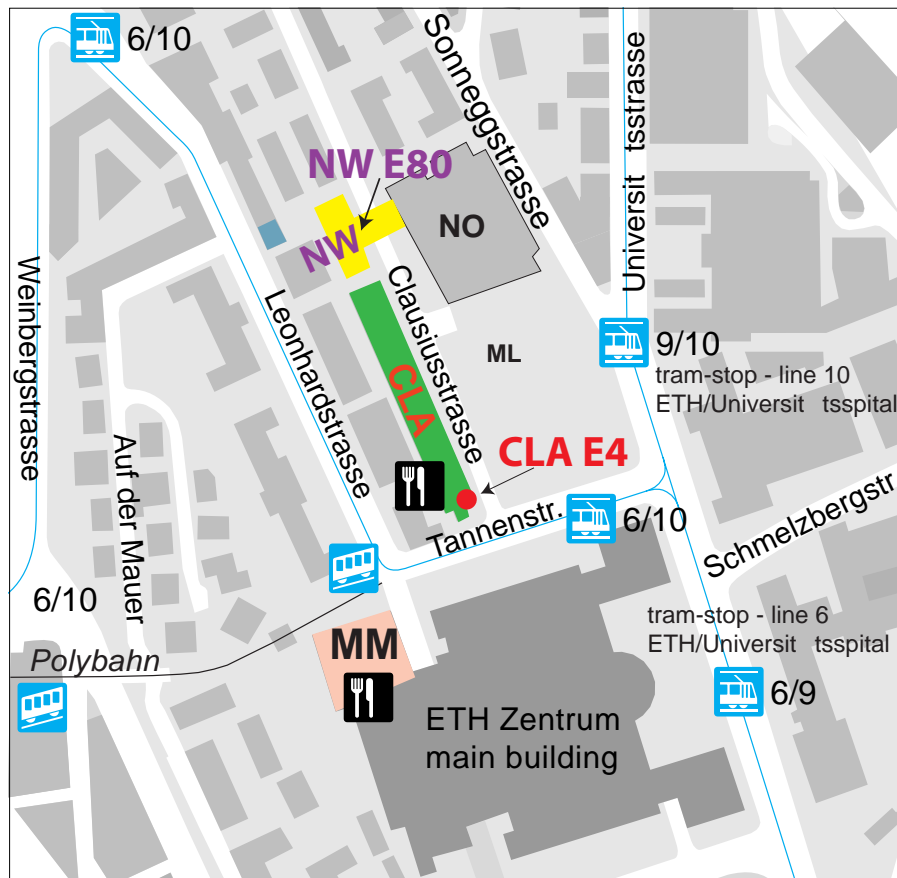 6/10
Sonneggstrasse
Universit tsstrasse
NW E80
NO
NW
Weinbergstrasse
Leonhardstrasse
Clausiusstrasse
9/10
ML
tram-stop - line 10
ETH/Universit tsspital
CLA
Auf der Mauer
CLA E4
Tannenstr.
6/10
Schmelzbergstr.
6/10
tram-stop - line 6
ETH/Universit tsspital
MM
Polybahn
6/9
ETH Zentrum
main building